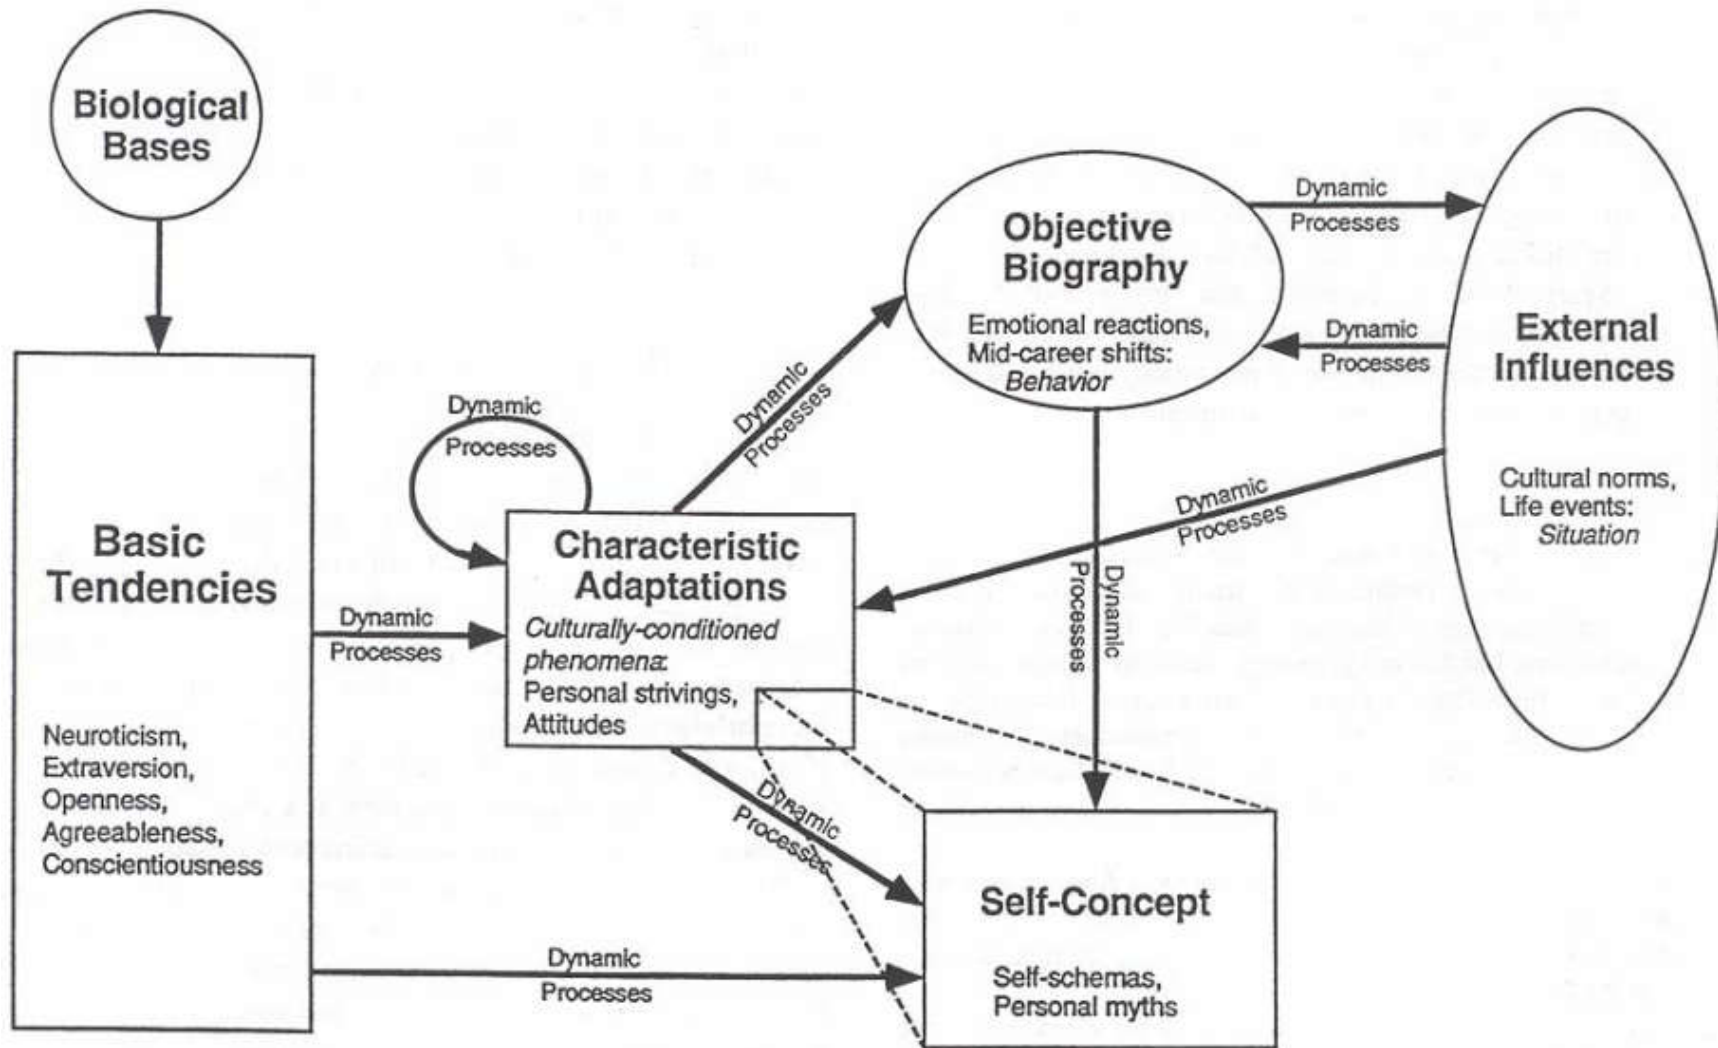 Biological
Bases
Dynamic
Processes
Objective
Biography
Emotional reactions,
Mid-career shifts:
Behavior
Dynamic
Processes
External
Influences
Cultural norms,
Life events:
Situation
Dynamic
Processes
Dynamic
Processes
Dynamic
Processes
Dynamic
Processes
Basic
Tendencies
Neuroticism,
Extraversion,
Openness,
Agreeableness,
Conscientiousness
Dynamic
Processes
Characteristic
Adaptations
Culturally-conditioned
phenomena:
Personal strivings,
Attitudes
Dynamic
Processes
Dynamic
Processes
Dynamic
Processes
Self-Concept
Self-schemas,
Personal myths